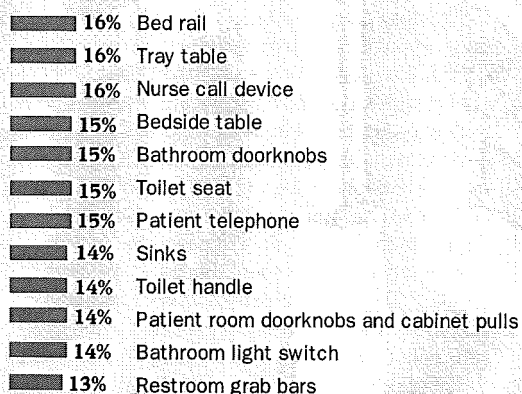 16% Bed rail
16% Tray table
16% Nurse call device
15% Bedside table
15% Bathroom doorknobs
15% Toilet seat
15% Patient telephone
14% Sinks
14% Toilet handle
14% Patient room doorknobs and cabinet pulls
14% Bathroom light switch
13% Restroom grab bars